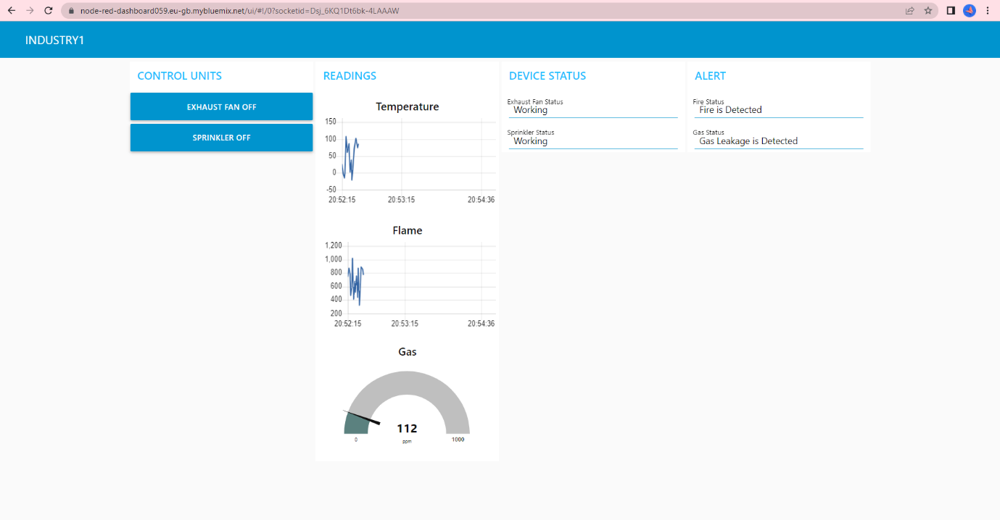 node-red-dashboard059.eu-gb.mybluemix.net/ui/#!/0?socketid=Dsj_6KQ1Dt6bk-4LAAAW
INDUSTRY1
CONTROL UNITS
EXHAUST FAN OFF
SPRINKLER OFF
READINGS
Temperature
150
100
50
0
-50
20:52:15 20:53:15 20:54:36
Flame
1,200
1,000
800
600
400
200
20:52:15 20:53:15 20:54:36
Gas
112
ppm
0 1000
DEVICE STATUS
Exhaust Fan Status
Working
Sprinkler Status
Working
ALERT
Fire Status
Fire is Detected
Gas Status
Gas Leakage is Detected